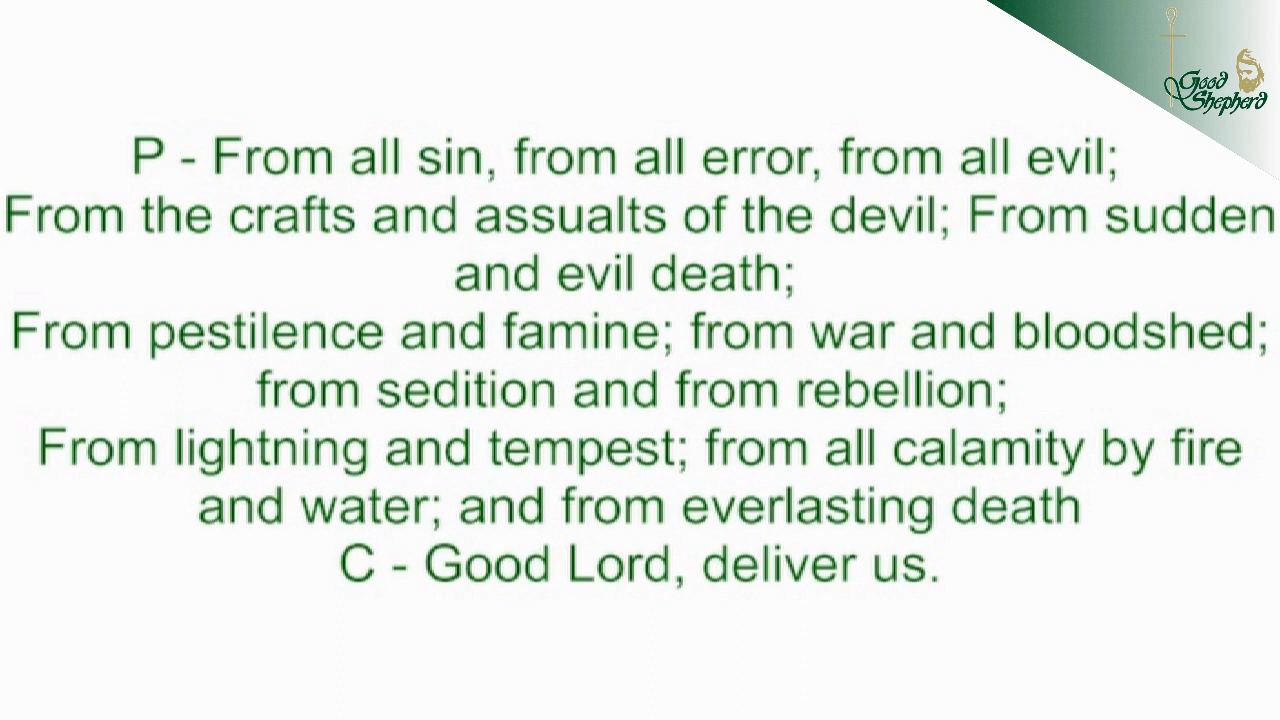 Good
Shepherd
P - From all sin, from all error, from all evil;
From the crafts and assualts of the devil; From sudden
and evil death;
From pestilence and famine; from war and bloodshed;
from sedition and from rebellion;
From lightning and tempest; from all calamity by fire
and water; and from everlasting death
C - Good Lord, deliver us.